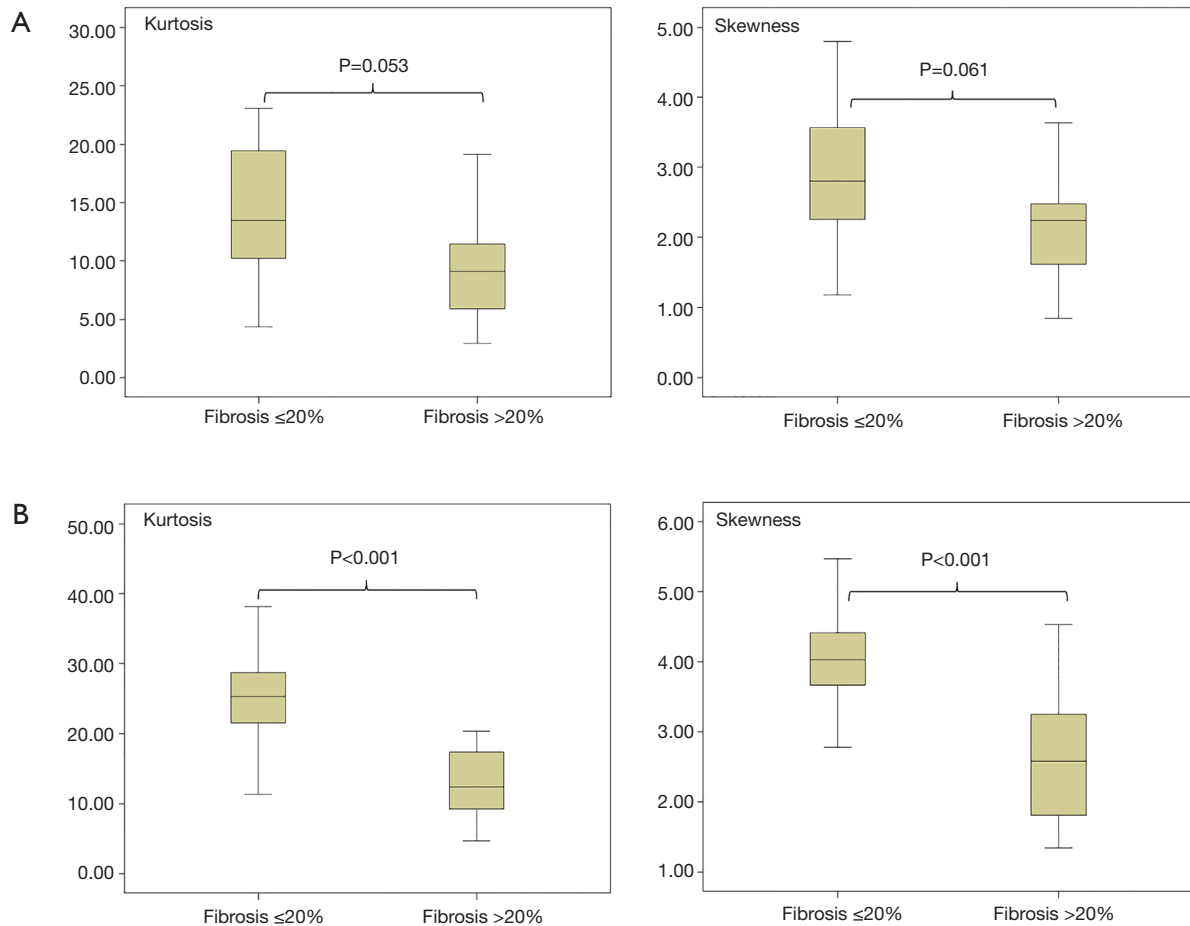 A
Kurtosis
30.00
25.00
20.00
15.00
10.00
5.00
0.00
P=0.053
Fibrosis ≤20%
Fibrosis >20%
Skewness
5.00
4.00
3.00
2.00
1.00
0.00
P=0.061
Fibrosis ≤20%
Fibrosis >20%
B
Kurtosis
50.00
40.00
30.00
20.00
10.00
0.00
P<0.001
Fibrosis ≤20%
Fibrosis >20%
Skewness
6.00
5.00
4.00
3.00
2.00
1.00
P<0.001
Fibrosis ≤20%
Fibrosis >20%